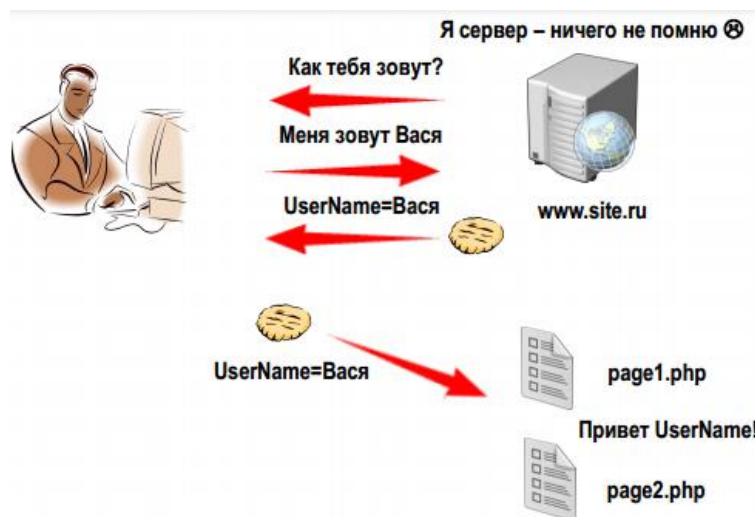 Я сервер – ничего не помню ☹
Как тебя зовут?
Меня зовут Вася
UserName=Вася
www.site.ru
UserName=Вася
page1.php
Привет UserName!
page2.php